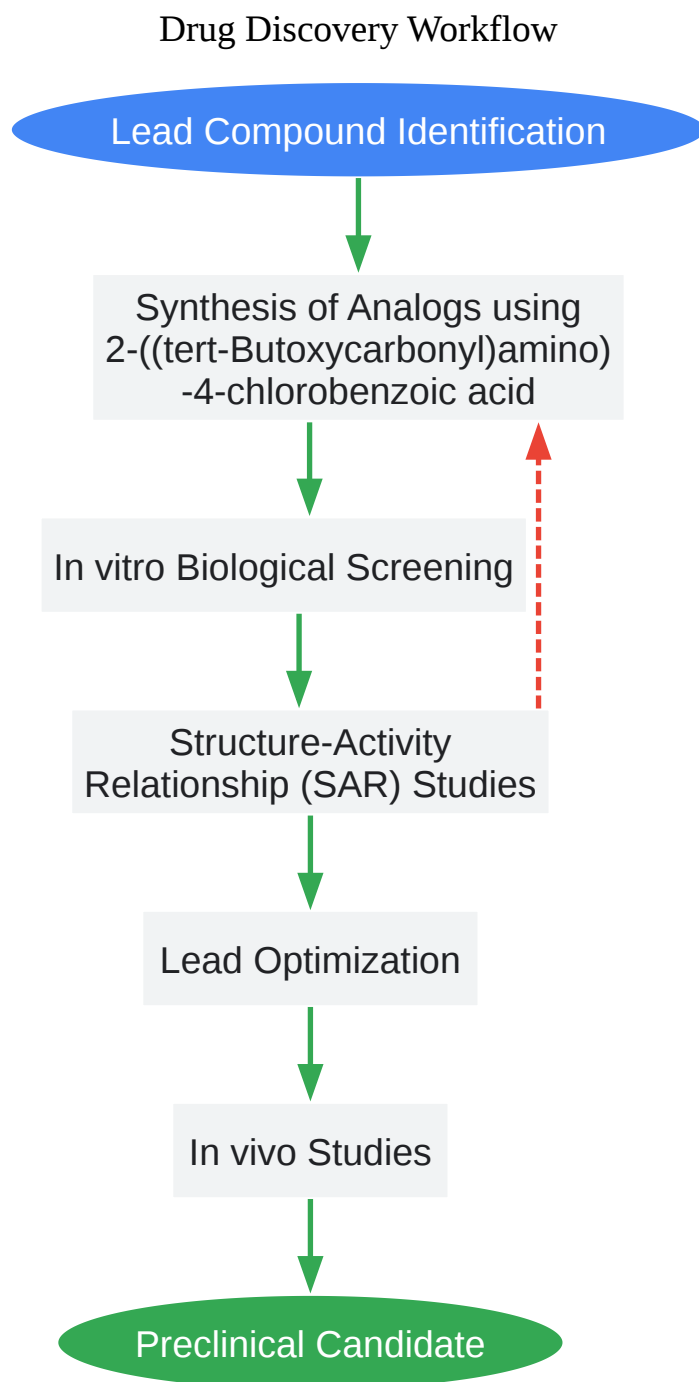 Drug Discovery Workflow
Lead Compound Identification
Synthesis of Analogs using
2-((tert-Butoxycarbonyl)amino)
-4-chlorobenzoic acid
In vitro Biological Screening
Structure-Activity
Relationship (SAR) Studies
Lead Optimization
In vivo Studies
Preclinical Candidate